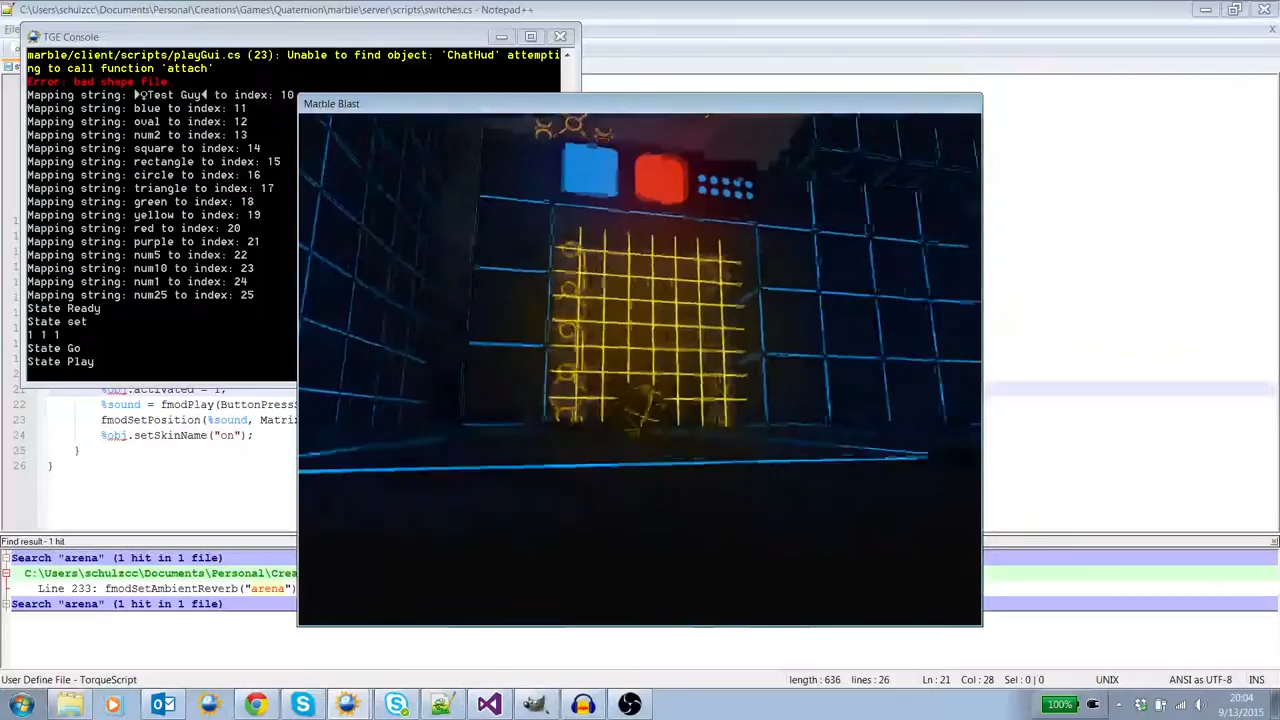 C:\Users\schulzcc\Documents\Personal\Creations\Games\Quaternion\marble\server\scripts\switches.cs - Notepad++
TGE Console
marble/client/scripts/playGui.cs (23): Unable to find object: 'ChatHud' attempti
ng to call function 'attach'
Error: bad shape file.
Mapping string: Test Guy to index: 10
Mapping string: blue to index: 11
Mapping string: oval to index: 12
Mapping string: num2 to index: 13
Mapping string: square to index: 14
Mapping string: rectangle to index: 15
Mapping string: circle to index: 16
Mapping string: triangle to index: 17
Mapping string: green to index: 18
Mapping string: yellow to index: 19
Mapping string: red to index: 20
Mapping string: purple to index: 21
Mapping string: num5 to index: 22
Mapping string: num10 to index: 23
Mapping string: num1 to index: 24
Mapping string: num25 to index: 25
State Ready
State set
1 1 1
State Go
State Play
Marble Blast
%obj.activated = 1;
22 %sound = fmodPlay(ButtonPressS
23 fmodSetPosition(%sound, Matri
24 %obj.setSkinName("on");
25 }
26 }
Find result - 1 hit
Search "arena" (1 hit in 1 file)
C:\Users\schulzcc\Documents\Personal\Crea
Line 233: fmodSetAmbientReverb("arena")
Search "arena" (1 hit in 1 file)
User Define File - TorqueScript length : 636 lines : 26 Ln : 21 Col : 28 Sel : 0 | 0 UNIX ANSI as UTF-8 INS
100%
20:04
9/13/2015